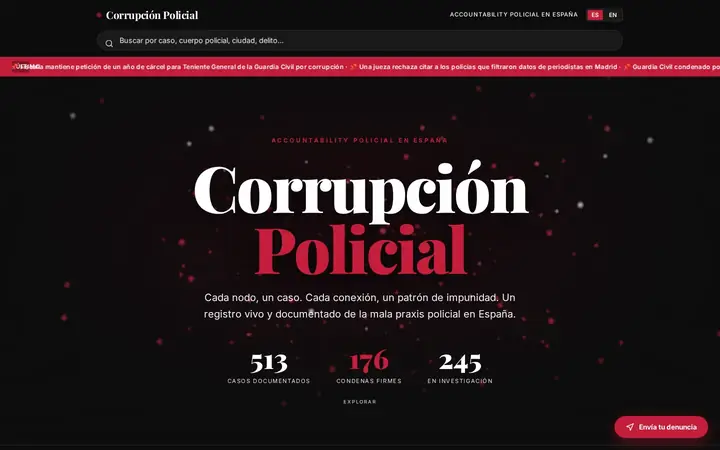 Corrupción Policial
ACCOUNTABILITY POLICIAL EN ESPAÑA
ES
EN
Buscar por caso, cuerpo policial, ciudad, delito...
mantiene petición de un año de cárcel para Teniente General de la Guardia Civil por corrupción · 📌 Una jueza rechaza citar a los policías que filtraron datos de periodistas en Madrid · 📌 Guardia Civil condenado
ACCOUNTABILITY POLICIAL EN ESPAÑA
Corrupción
Policial
Cada nodo, un caso. Cada conexión, un patrón de impunidad. Un
registro vivo y documentado de la mala praxis policial en España.
513
176
245
CASOS DOCUMENTADOS
CONDENAS FIRMES
EN INVESTIGACIÓN
EXPLORAR
Envía tu denuncia